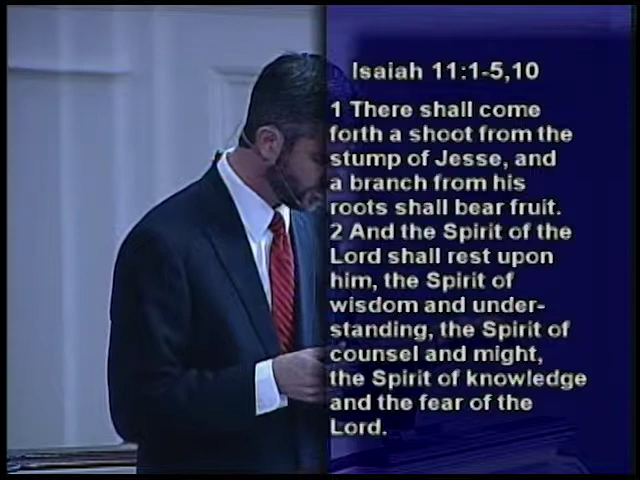 Isaiah 11:1-5,10
1 There shall come
forth a shoot from the
stump of Jesse, and
a branch from his
roots shall bear fruit.
2 And the Spirit of the
Lord shall rest upon
him, the Spirit of
wisdom and under-
standing, the Spirit of
counsel and might,
the Spirit of knowledge
and the fear of the
Lord.